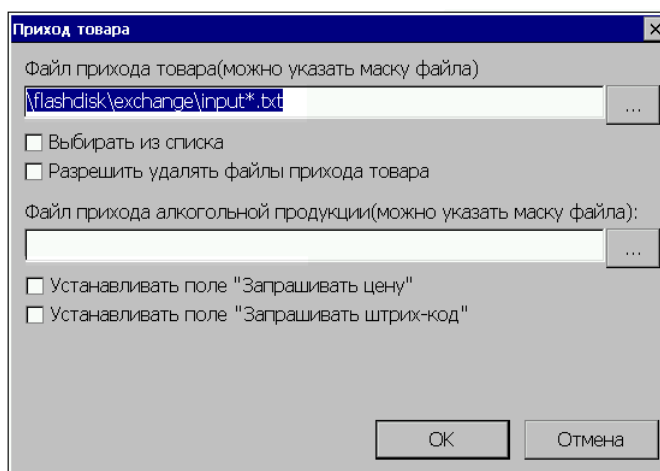 Приход товара
Файл прихода товара(можно указать маску файла)
\flashdisk\exchange\input*.txt
...
Выбирать из списка
Разрешить удалять файлы прихода товара
Файл прихода алкогольной продукции(можно указать маску файла):
...
Устанавливать поле "Запрашивать цену"
Устанавливать поле "Запрашивать штрих-код"
OK
Отмена